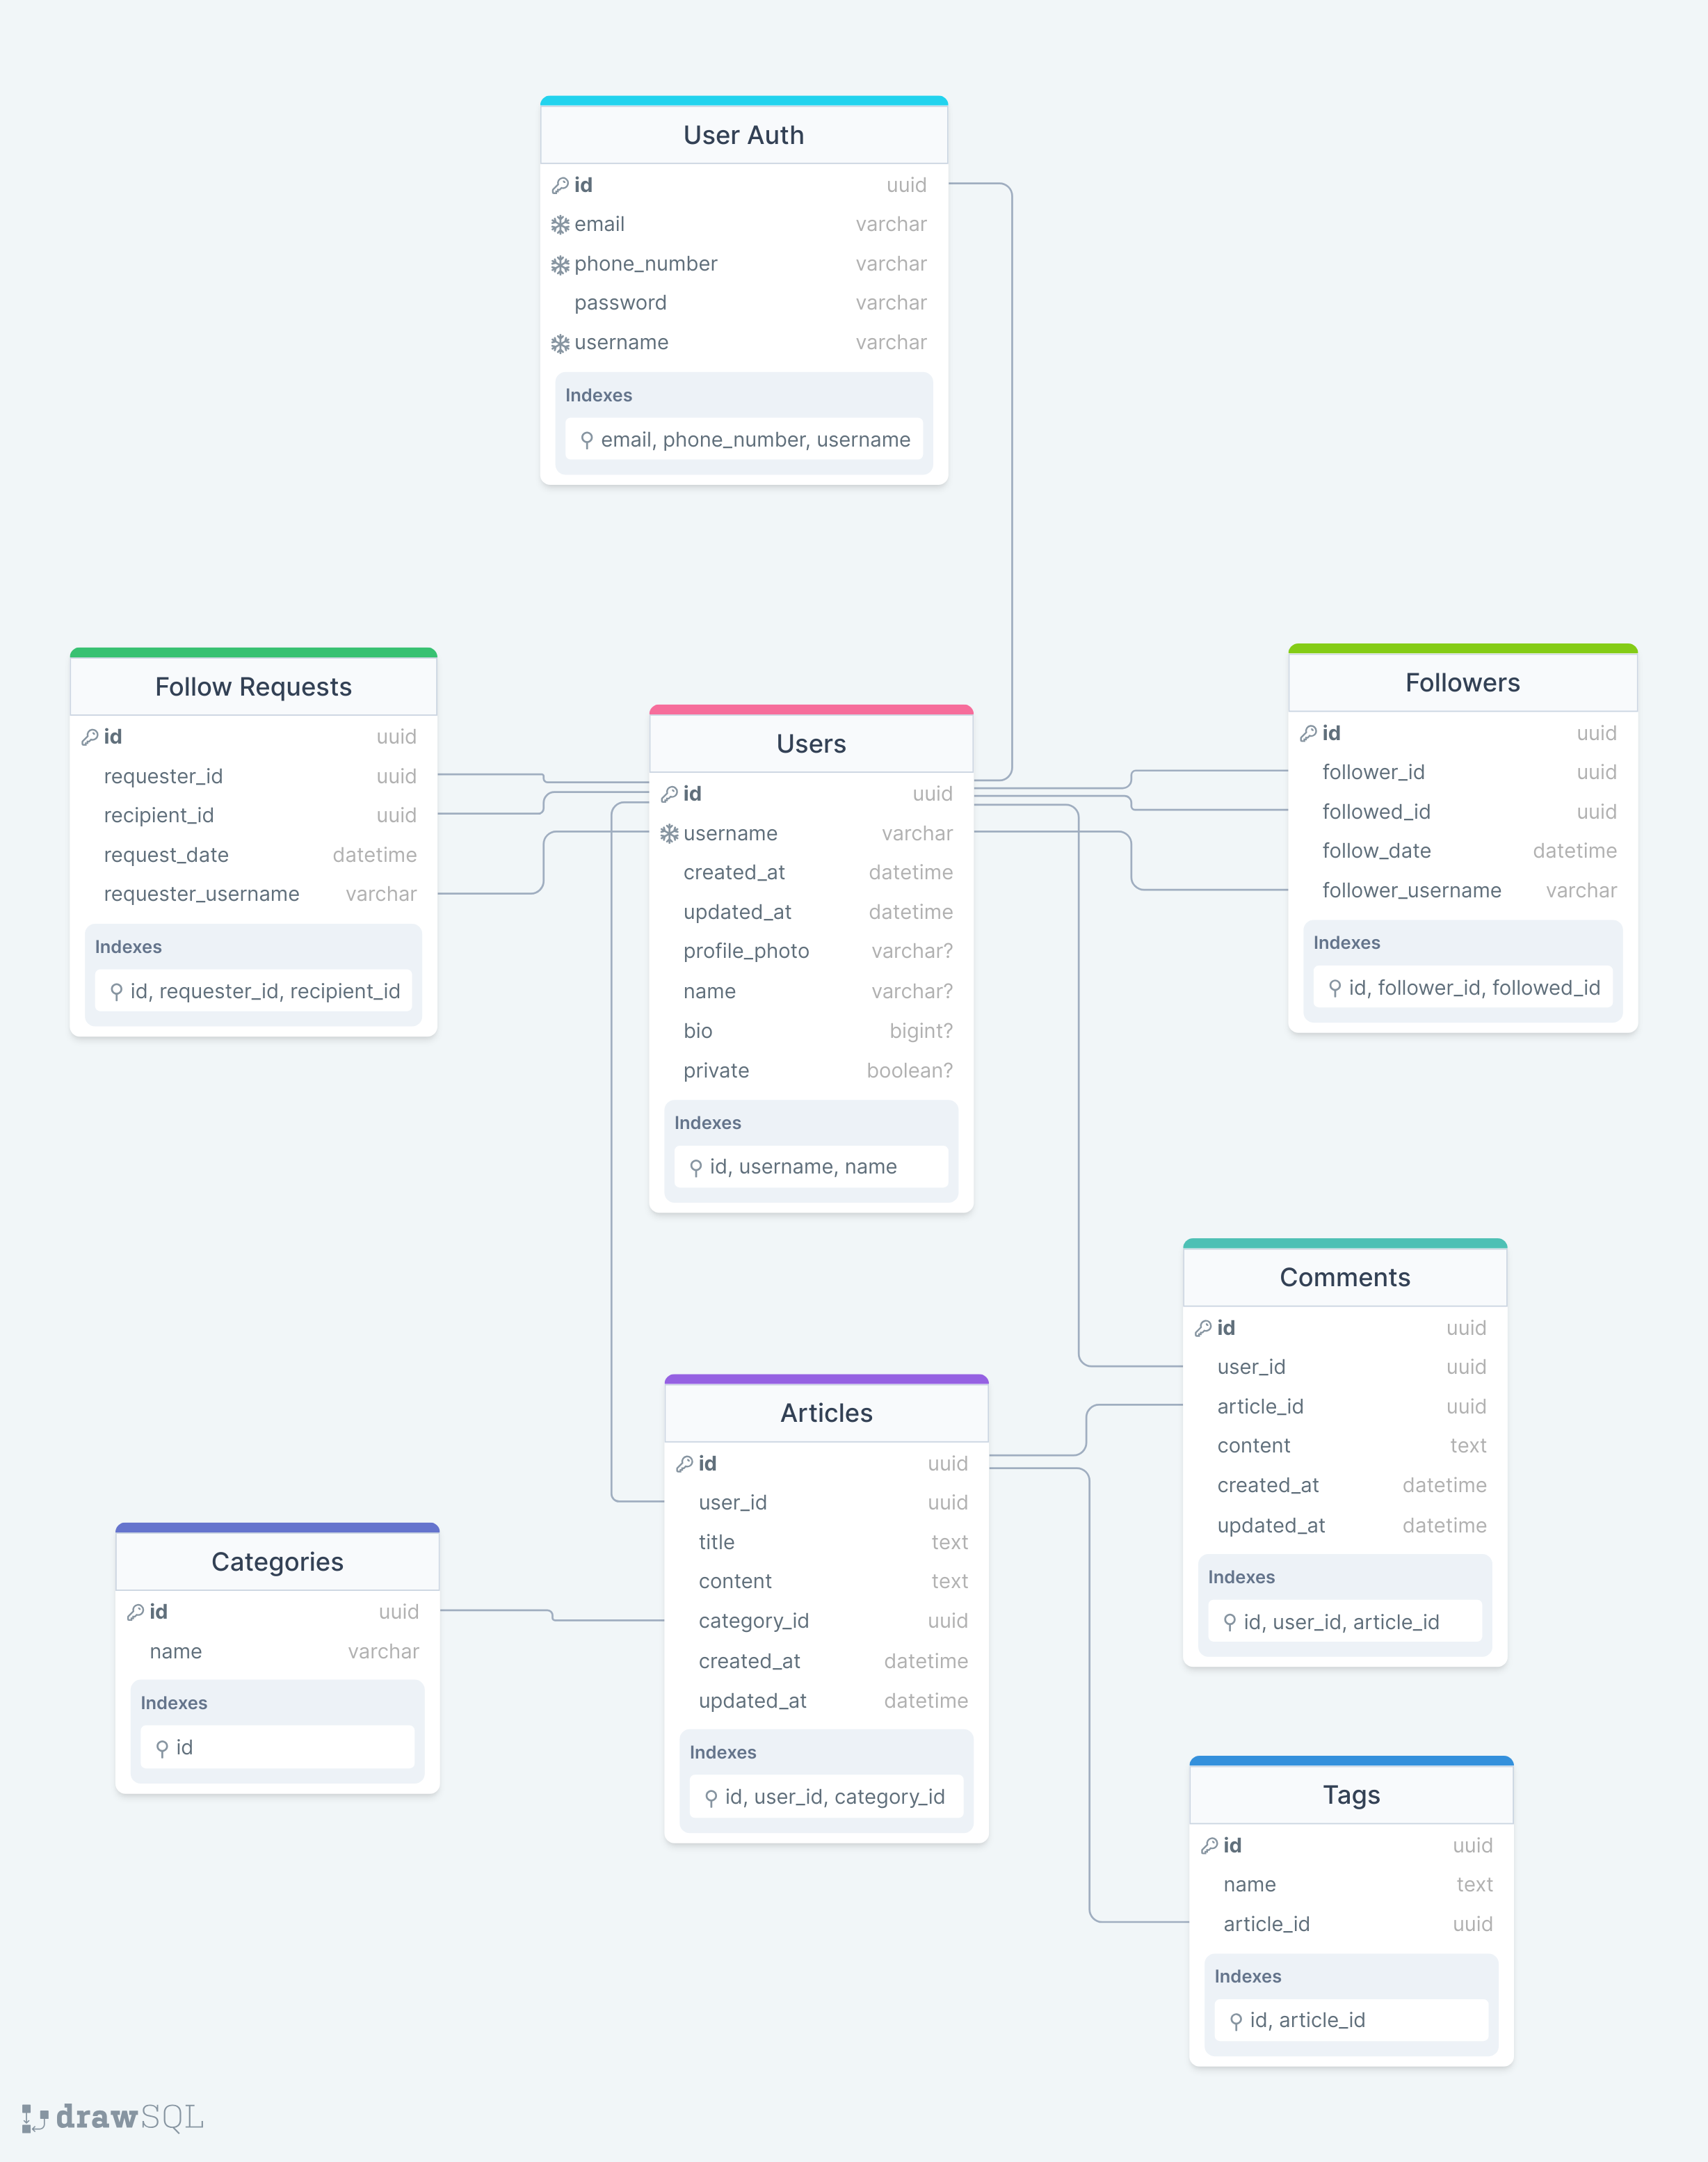 User Auth
id uuid
email varchar
phone_number varchar
password varchar
username varchar
Indexes
email, phone_number, username
Follow Requests
id uuid
requester_id uuid
recipient_id uuid
request_date datetime
requester_username varchar
Indexes
id, requester_id, recipient_id
Users
id uuid
username varchar
created_at datetime
updated_at datetime
profile_photo varchar?
name varchar?
bio bigint?
private boolean?
Indexes
id, username, name
Followers
id uuid
follower_id uuid
followed_id uuid
follow_date datetime
follower_username varchar
Indexes
id, follower_id, followed_id
Comments
id uuid
user_id uuid
article_id uuid
content text
created_at datetime
updated_at datetime
Indexes
id, user_id, article_id
Articles
id uuid
user_id uuid
title text
content text
category_id uuid
created_at datetime
updated_at datetime
Indexes
id, user_id, category_id
Categories
id uuid
name varchar
Indexes
id
Tags
id uuid
name text
article_id uuid
Indexes
id, article_id
drawSQL